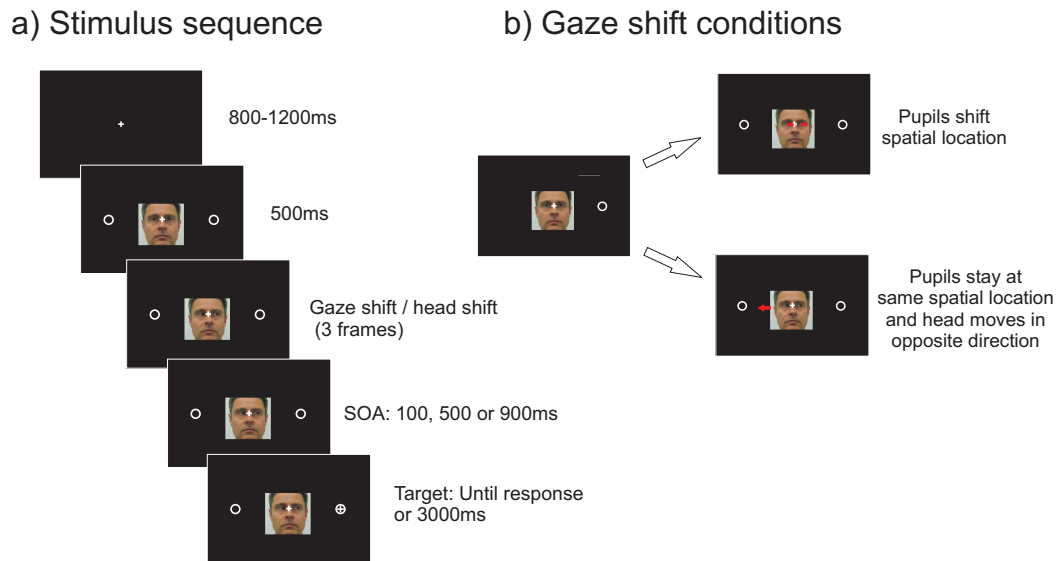 a) Stimulus sequence
800-1200ms
500ms
Gaze shift / head shift
(3 frames)
SOA: 100, 500 or 900ms
Target: Until response
or 3000ms
b) Gaze shift conditions
Pupils shift
spatial location
Pupils stay at
same spatial location
and head moves in
opposite direction